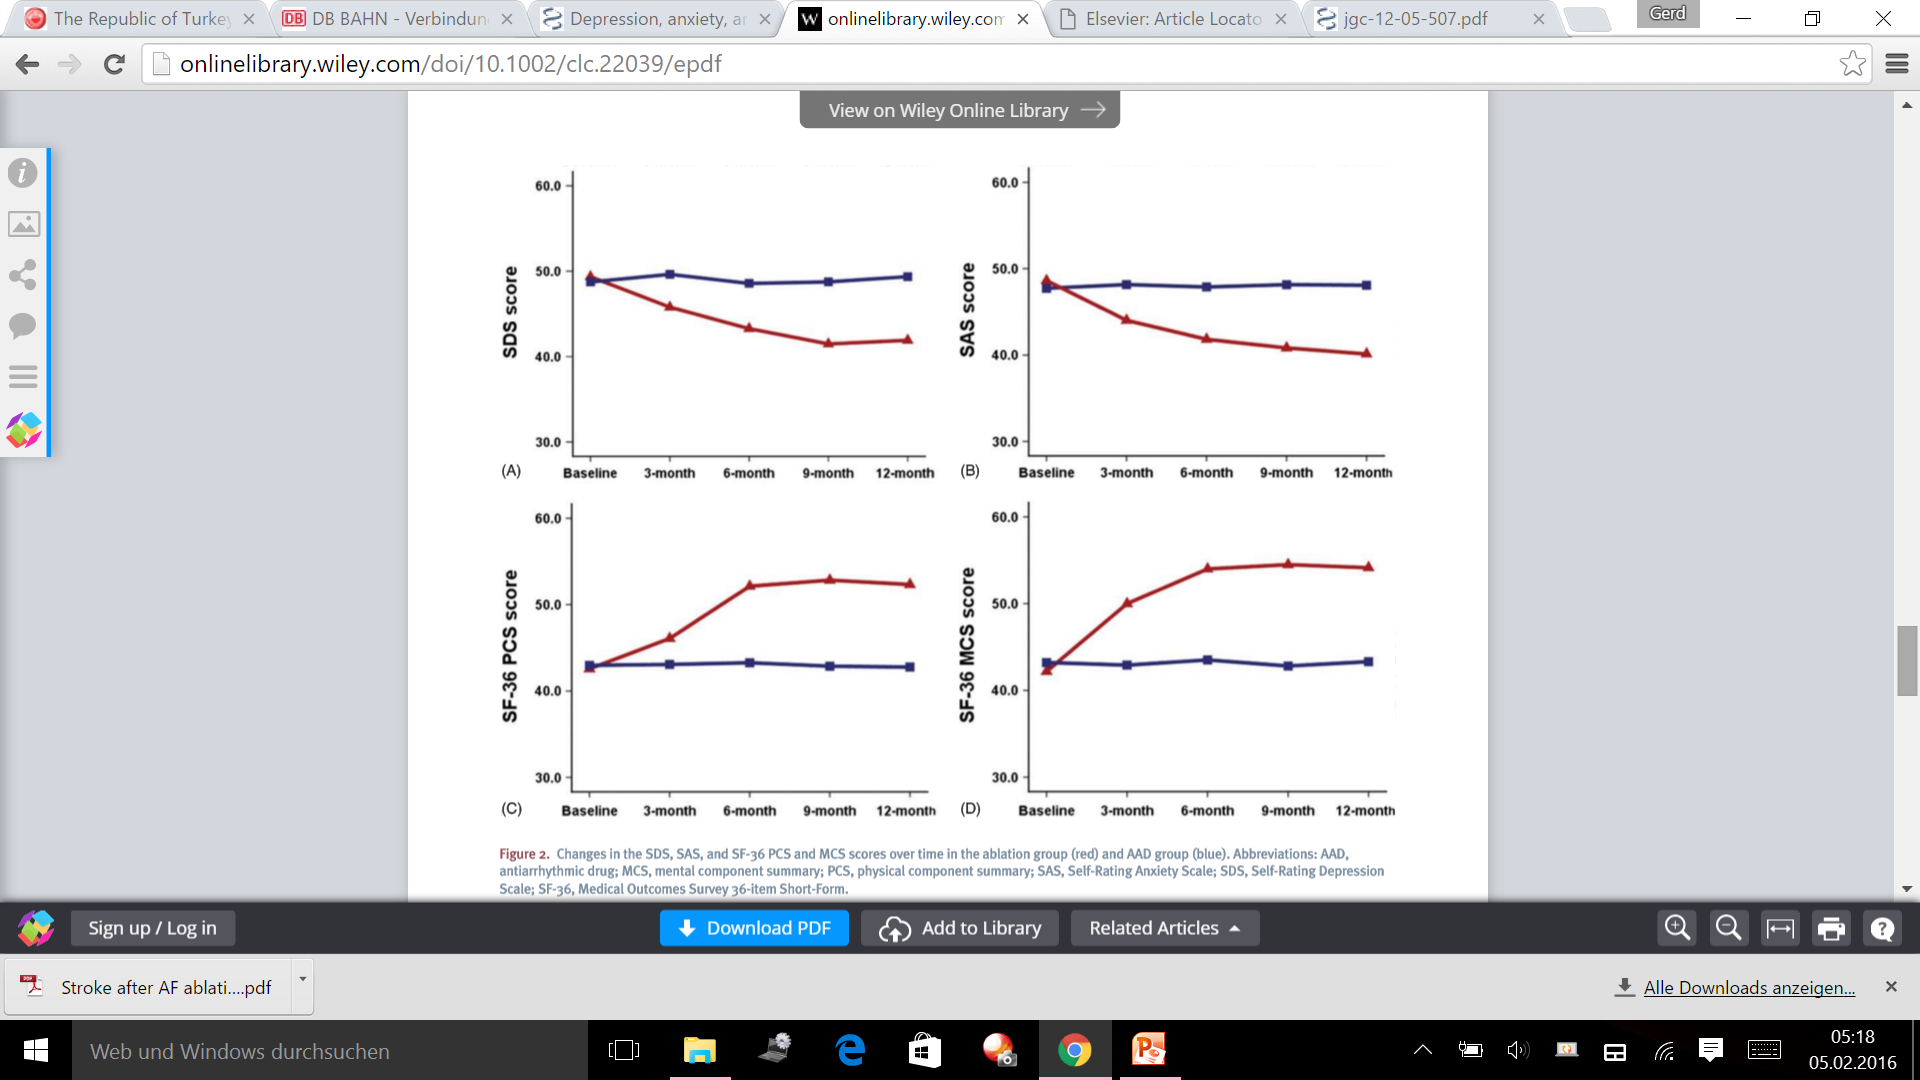 Gerd
The Republic of Turkey
DB BAHN - Verbindun
Depression, anxiety, a
onlinelibrary.wiley.com
Elsevier: Article Locato
jgc-12-05-507.pdf
onlinelibrary.wiley.com/doi/10.1002/clc.22039/epdf
View on Wiley Online Library
60.0
50.0
40.0
30.0
SDS score
(A)
Baseline 3-month 6-month 9-month 12-month
60.0
50.0
40.0
30.0
SAS score
(B)
Baseline 3-month 6-month 9-month 12-month
60.0
50.0
40.0
30.0
SF-36 PCS score
(C)
Baseline 3-month 6-month 9-month 12-month
60.0
50.0
40.0
30.0
SF-36 MCS score
(D)
Baseline 3-month 6-month 9-month 12-month
Figure 2. Changes in the SDS, SAS, and SF-36 PCS and MCS scores over time in the ablation group (red) and AAD group (blue). Abbreviations: AAD,
antiarrhythmic drug; MCS, mental component summary; PCS, physical component summary; SAS, Self-Rating Anxiety Scale; SDS, Self-Rating Depression
Scale; SF-36, Medical Outcomes Survey 36-item Short-Form.
Sign up / Log in
Download PDF
Add to Library
Related Articles
Stroke after AF ablati....pdf
Alle Downloads anzeigen...
Web und Windows durchsuchen
05:18
05.02.2016